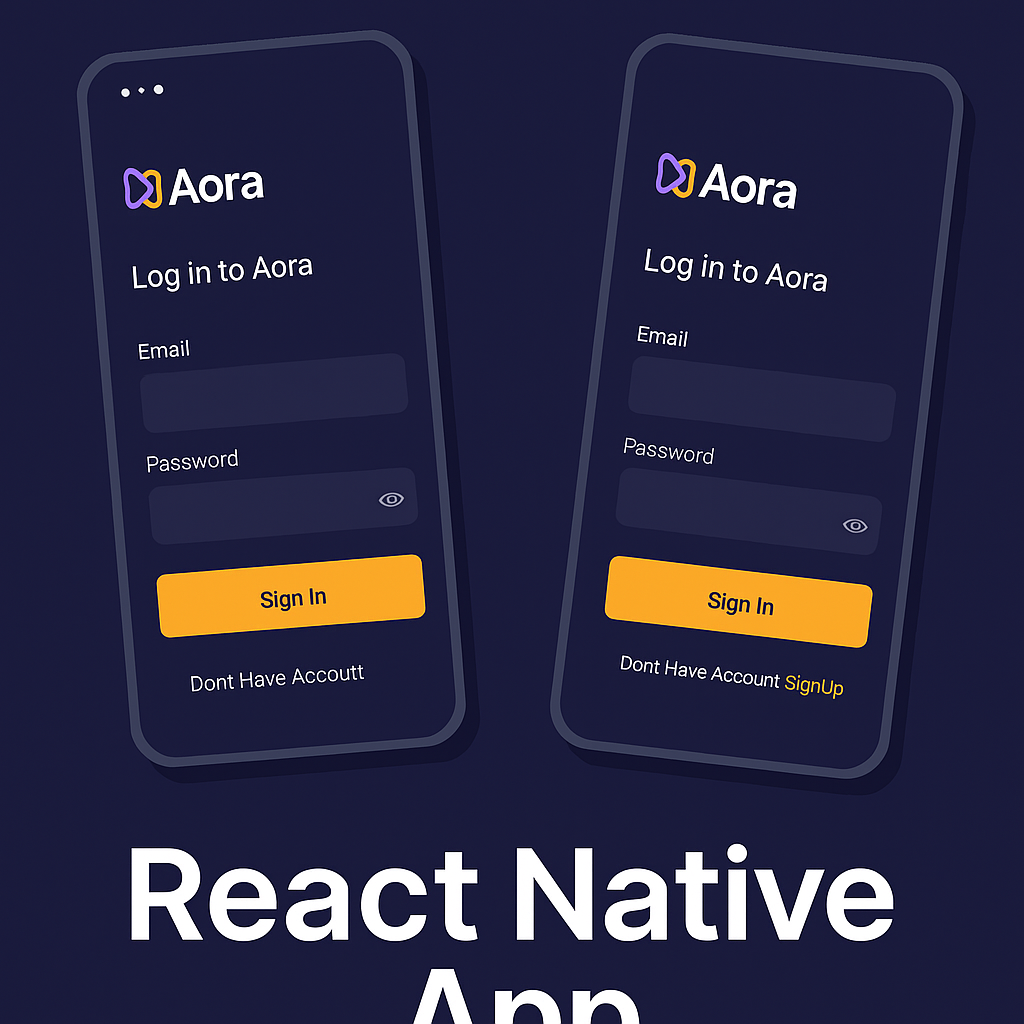 Aora
Log in to Aora
Email
Password
Sign In
Dont Have Accoutt
Aora
Log in to Aora
Email
Password
Sign In
Dont Have Account SignUp
React Native
App